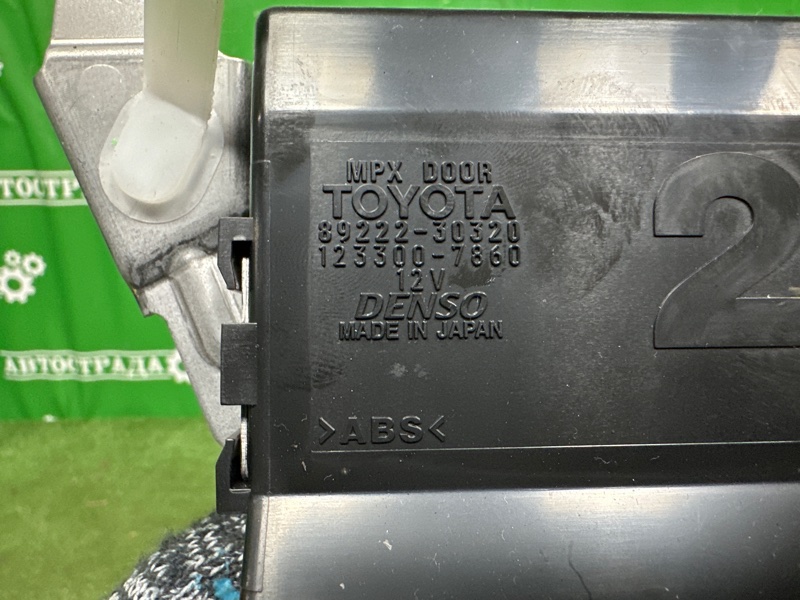 MPX DOOR
TOYOTA
89222-30320
123300-7860
12V
DENSO
MADE IN JAPAN
>ABS<
2
АВТОСТРАДА